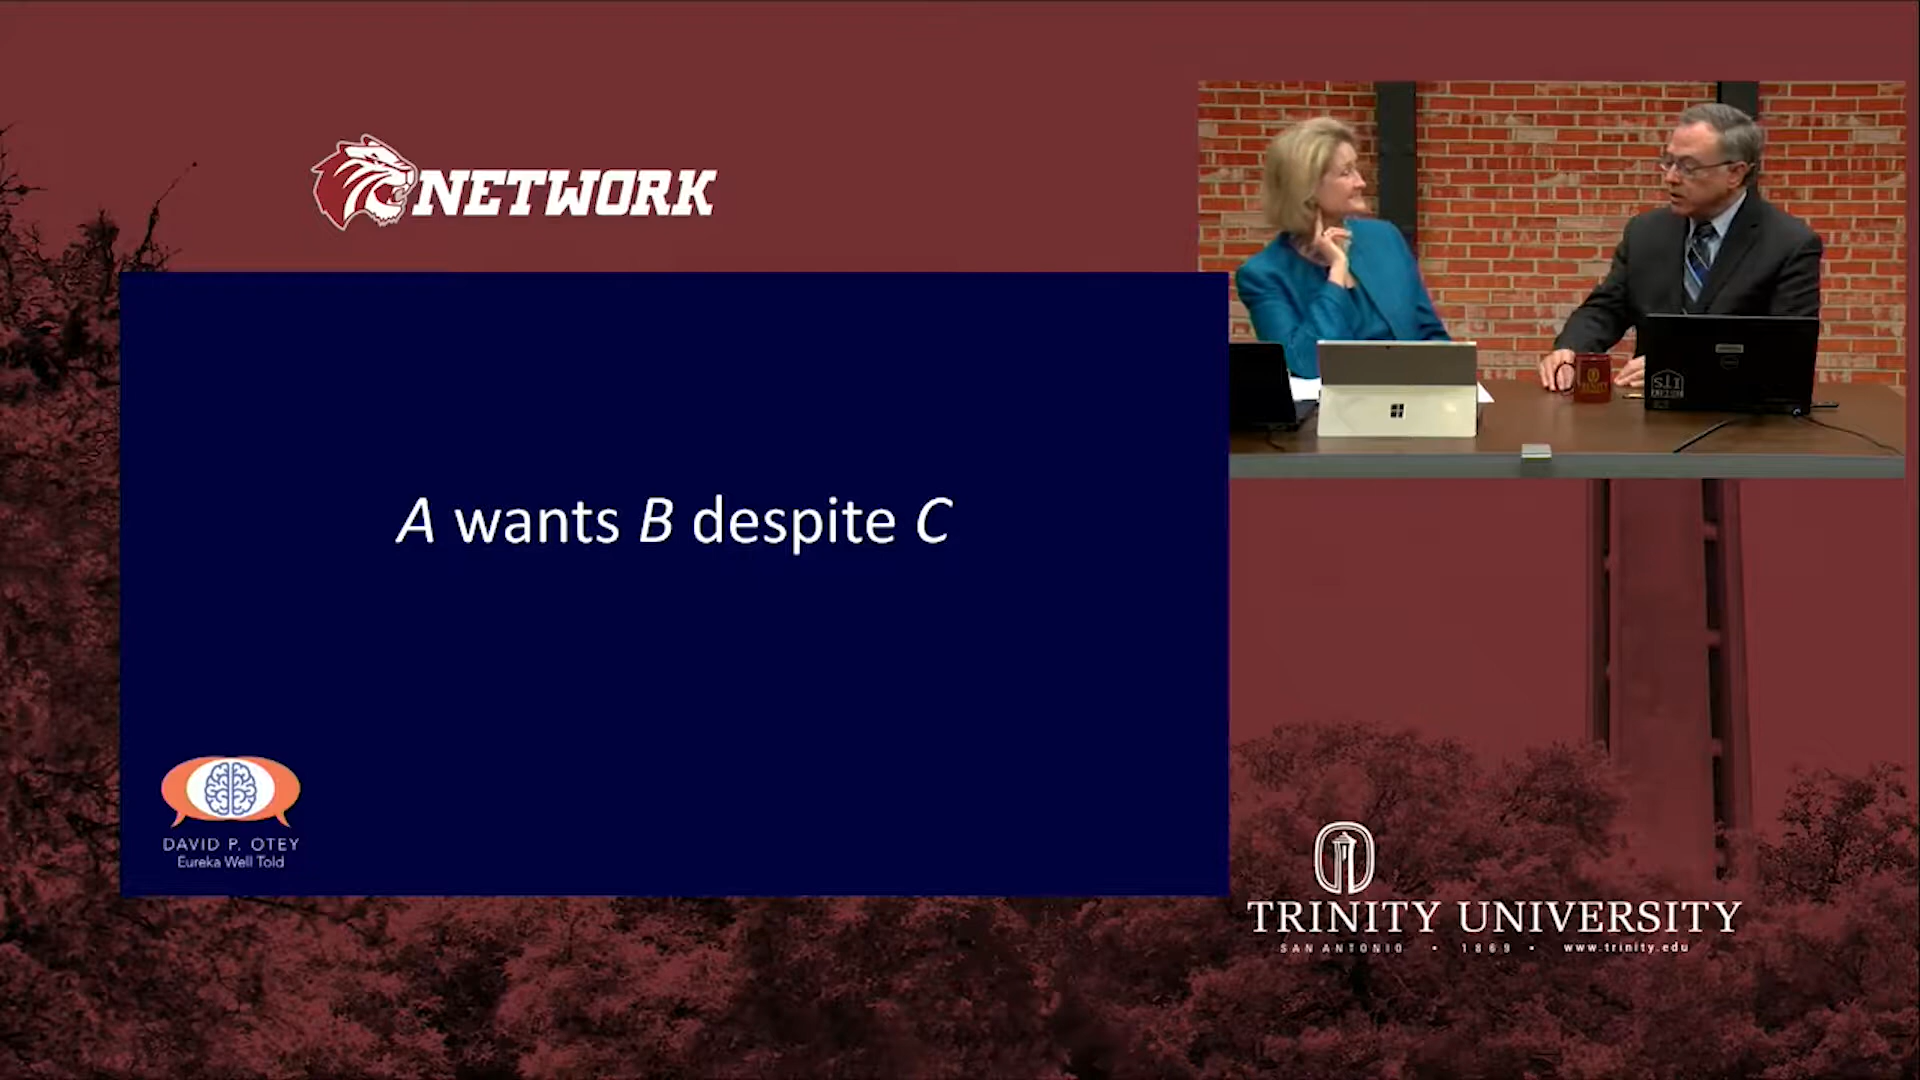 NETWORK
A wants B despite C
DAVID P. OTEY
Eureka Well Told
TRINITY UNIVERSITY
SAN ANTONIO • 1869 • www.trinity.edu